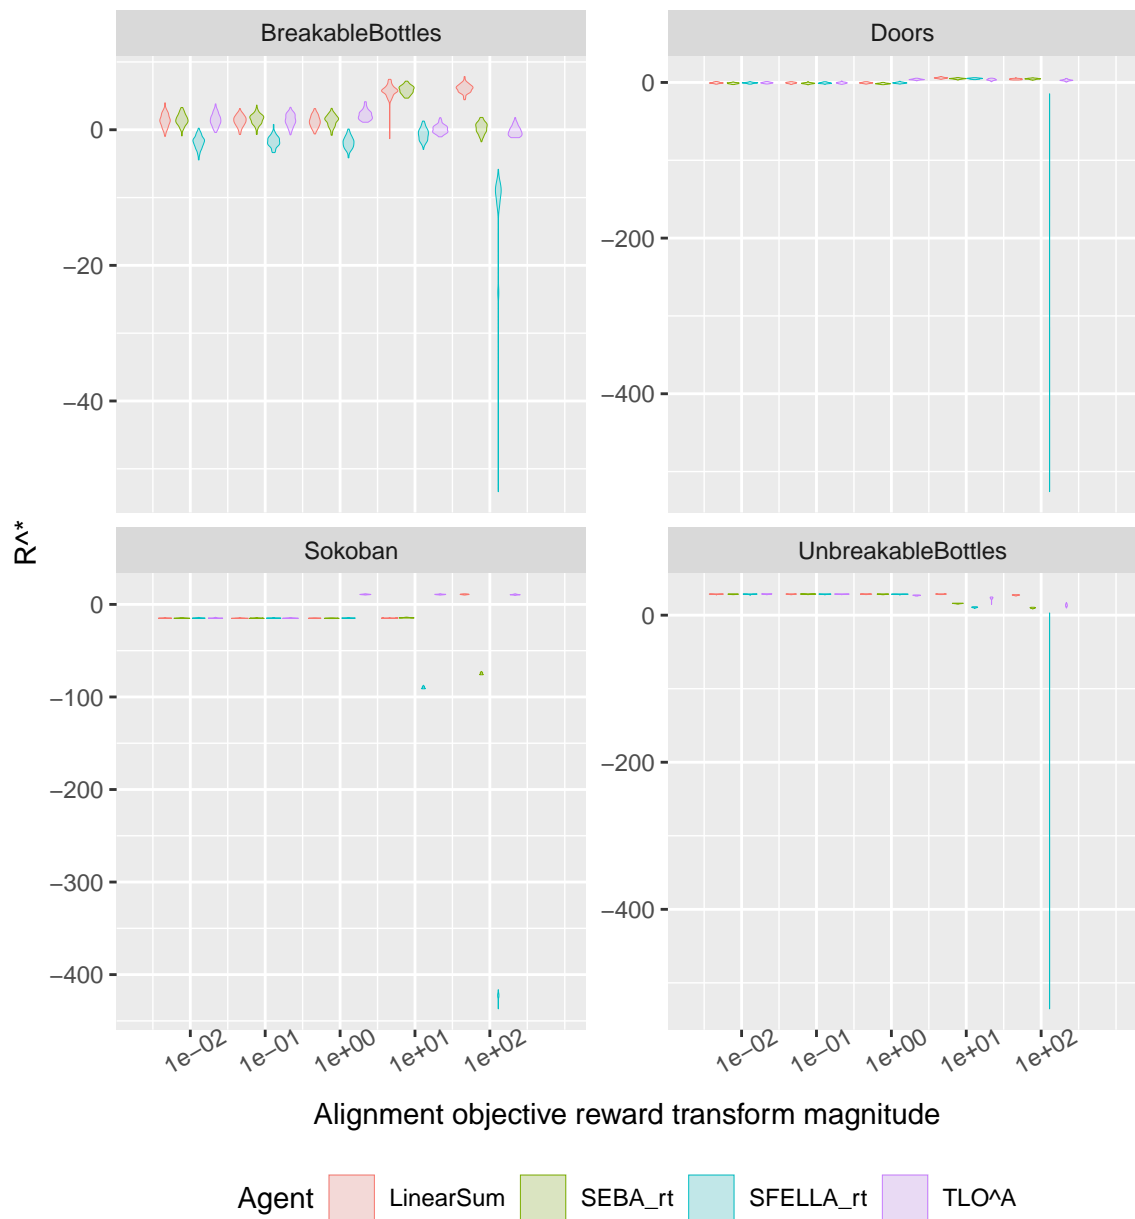 BreakableBottles
Doors
0
−20
−40
0
−200
−400
R^*
Sokoban
UnbreakableBottles
0
−100
−200
−300
−400
0
−200
−400
1e−02
1e−01
1e+00
1e+01
1e+02
1e−02
1e−01
1e+00
1e+01
1e+02
Alignment objective reward transform magnitude
Agent LinearSum SEBA_rt SFELLA_rt TLO^A